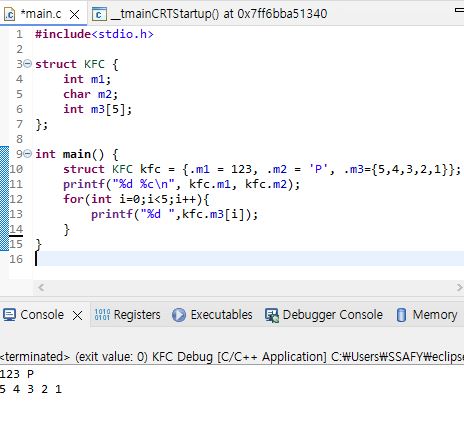 *main.c __tmainCRTStartup() at 0x7ff6bba51340
1 #include<stdio.h>
2
3 struct KFC {
4 int m1;
5 char m2;
6 int m3[5];
7 };
8
9 int main() {
10 struct KFC kfc = {.m1 = 123, .m2 = 'P', .m3={5,4,3,2,1}};
11 printf("%d %c\n", kfc.m1, kfc.m2);
12 for(int i=0;i<5;i++){
13 printf("%d ",kfc.m3[i]);
14 }
15 }
16
Console Registers Executables Debugger Console Memory
<terminated> (exit value: 0) KFC Debug [C/C++ Application] C:₩Users₩SSAFY₩eclipse
123 P
5 4 3 2 1